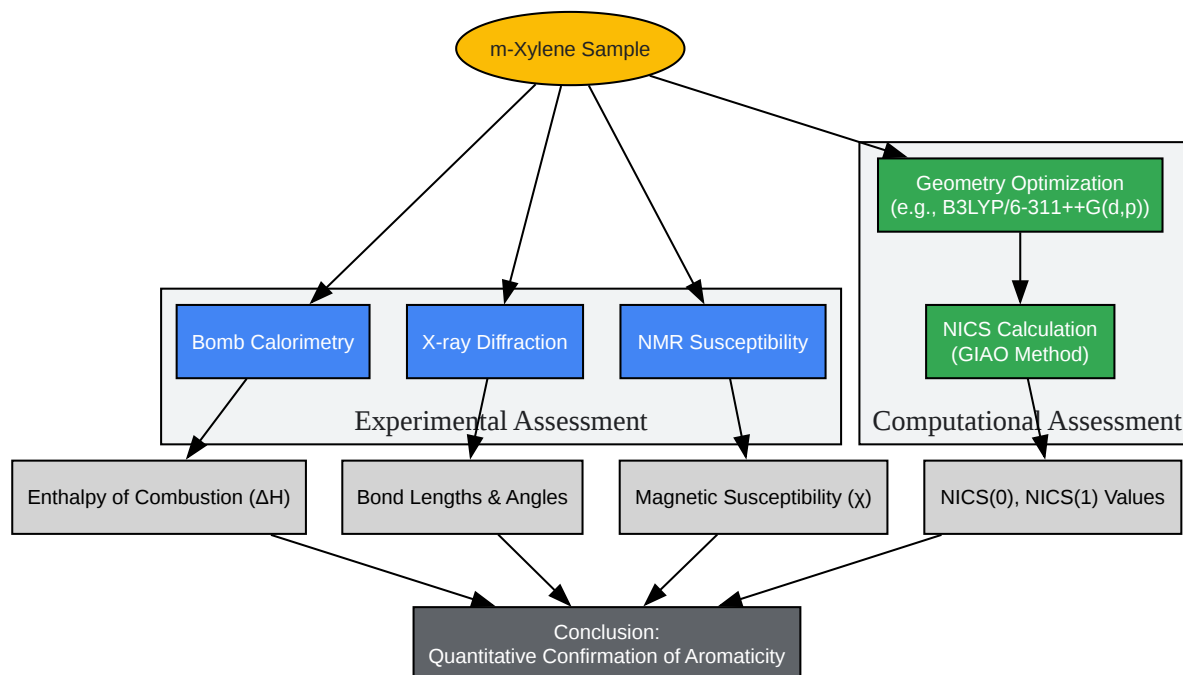 m-Xylene Sample
Geometry Optimization
(e.g., B3LYP/6-311++G(d,p))
Bomb Calorimetry
X-ray Diffraction
NMR Susceptibility
NICS Calculation
(GIAO Method)
Experimental Assessment
Computational Assessment
Enthalpy of Combustion (ΔH)
Bond Lengths & Angles
Magnetic Susceptibility (χ)
NICS(0), NICS(1) Values
Conclusion:
Quantitative Confirmation of Aromaticity